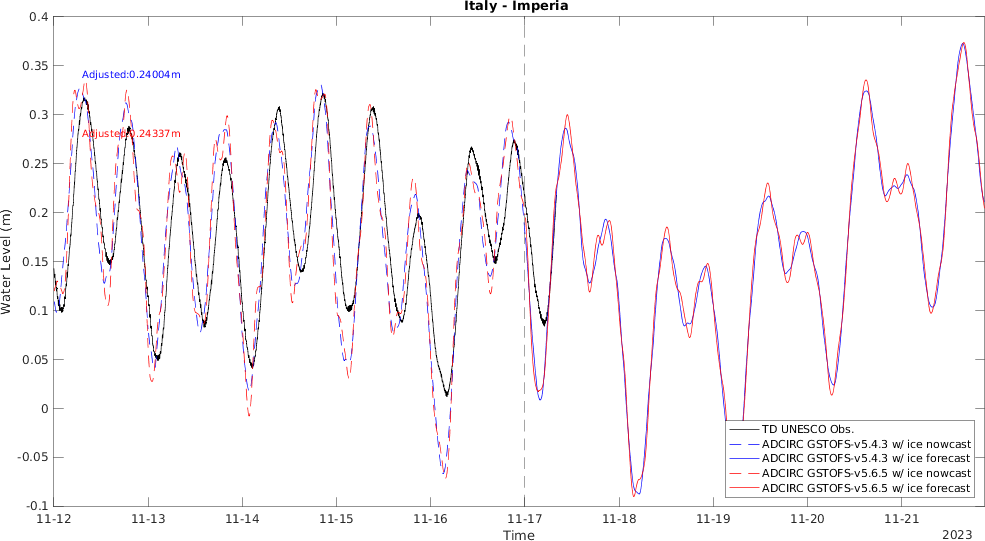 Italy - Imperia
0.4
0.35
0.3
0.25
0.2
0.15
0.1
0.05
0
-0.05
-0.1
Water Level (m)
Adjusted:0.24004m
Adjusted:0.24337m
TD UNESCO Obs.
ADCIRC GSTOFS-v5.4.3 w/ ice nowcast
ADCIRC GSTOFS-v5.4.3 w/ ice forecast
ADCIRC GSTOFS-v5.6.5 w/ ice nowcast
ADCIRC GSTOFS-v5.6.5 w/ ice forecast
11-12 11-13 11-14 11-15 11-16 11-17 11-18 11-19 11-20 11-21
Time
2023